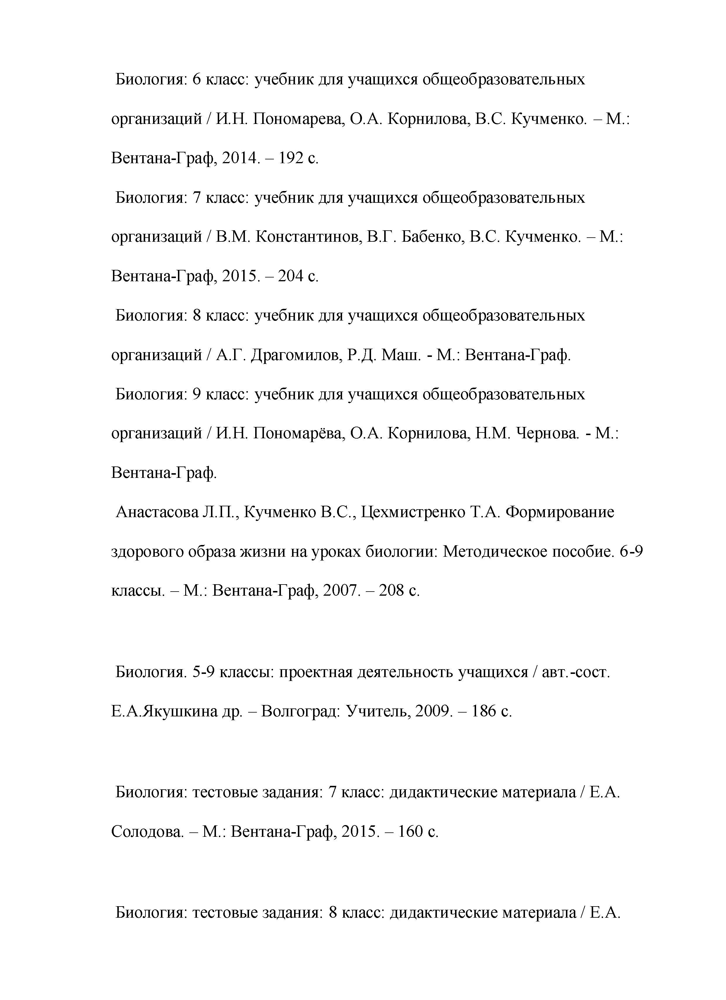 Биология: 6 класс: учебник для учащихся общеобразовательных
организаций / И.Н. Пономарева, О.А. Корнилова, В.С. Кучменко. – М.:
Вентана-Граф, 2014. – 192 с.
Биология: 7 класс: учебник для учащихся общеобразовательных
организаций / В.М. Константинов, В.Г. Бабенко, В.С. Кучменко. – М.:
Вентана-Граф, 2015. – 204 с.
Биология: 8 класс: учебник для учащихся общеобразовательных
организаций / А.Г. Драгомилов, Р.Д. Маш. - М.: Вентана-Граф.
Биология: 9 класс: учебник для учащихся общеобразовательных
организаций / И.Н. Пономарёва, О.А. Корнилова, Н.М. Чернова. - М.:
Вентана-Граф.
Анастасова Л.П., Кучменко В.С., Цехмистренко Т.А. Формирование
здорового образа жизни на уроках биологии: Методическое пособие. 6-9
классы. – М.: Вентана-Граф, 2007. – 208 с.
Биология. 5-9 классы: проектная деятельность учащихся / авт.-сост.
Е.А.Якушкина др. – Волгоград: Учитель, 2009. – 186 с.
Биология: тестовые задания: 7 класс: дидактические материала / Е.А.
Солодова. – М.: Вентана-Граф, 2015. – 160 с.
Биология: тестовые задания: 8 класс: дидактические материала / Е.А.